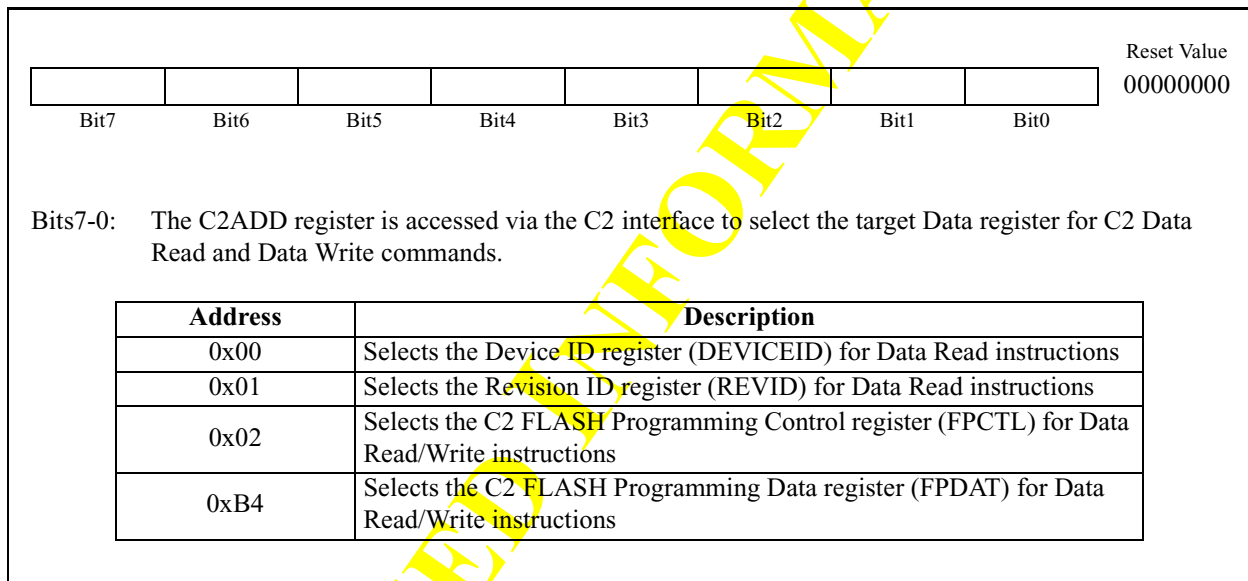 Reset Value
00000000
Bit7 Bit6 Bit5 Bit4 Bit3 Bit2 Bit1 Bit0
Bits7-0: The C2ADD register is accessed via the C2 interface to select the target Data register for C2 Data
Read and Data Write commands.
Address Description
0x00 Selects the Device ID register (DEVICEID) for Data Read instructions
0x01 Selects the Revision ID register (REVID) for Data Read instructions
0x02 Selects the C2 FLASH Programming Control register (FPCTL) for Data
Read/Write instructions
0xB4 Selects the C2 FLASH Programming Data register (FPDAT) for Data
Read/Write instructions
ED INFORMA